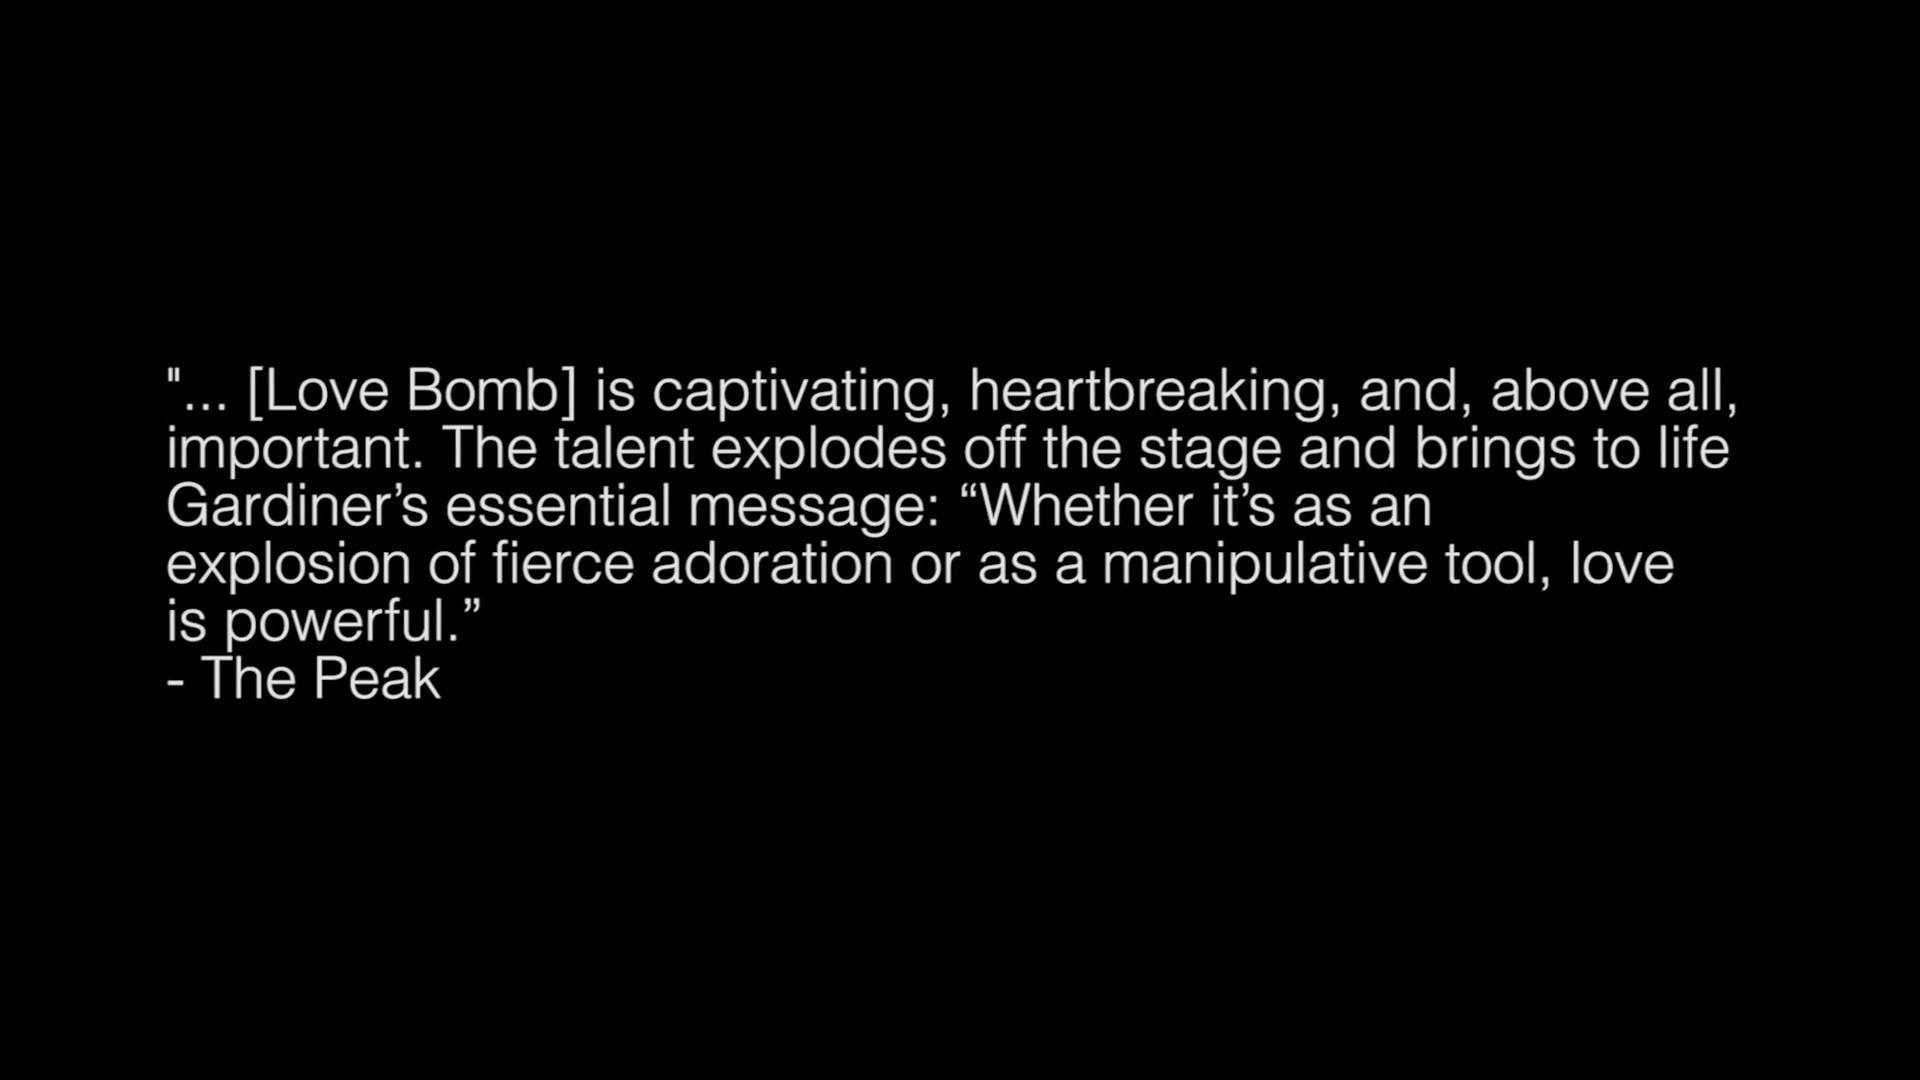 "... [Love Bomb] is captivating, heartbreaking, and, above all,
important. The talent explodes off the stage and brings to life
Gardiner’s essential message: “Whether it’s as an
explosion of fierce adoration or as a manipulative tool, love
is powerful.”
- The Peak